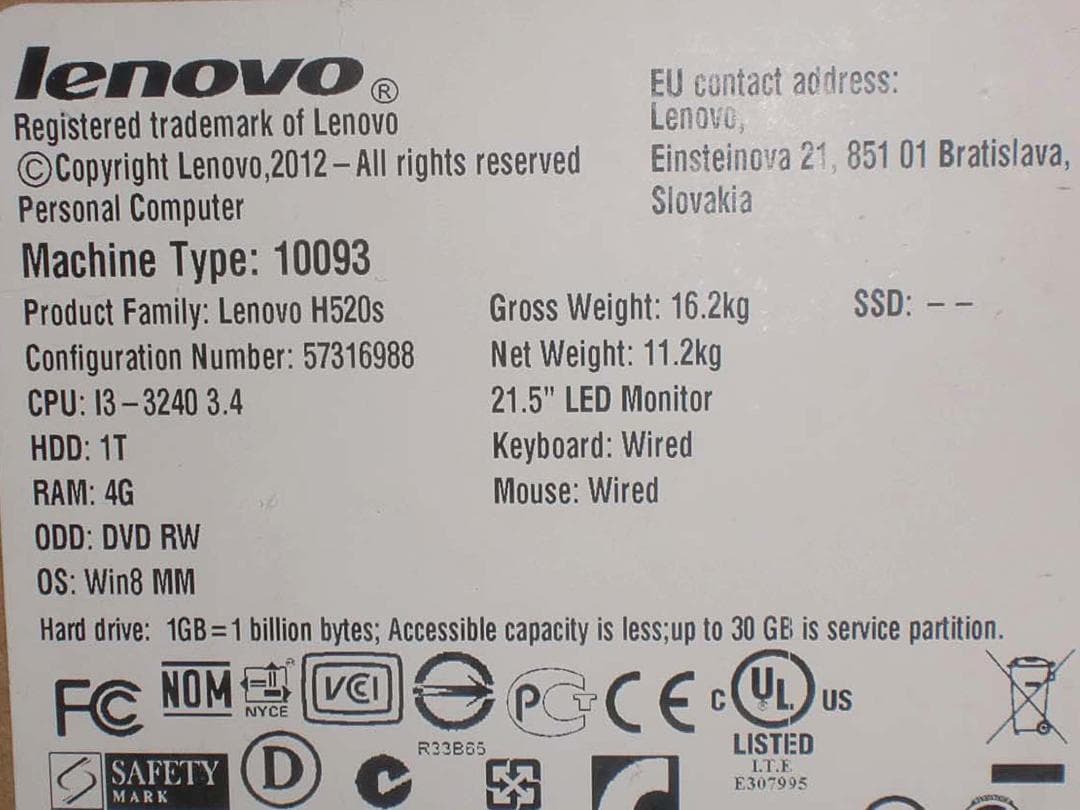 lenovo®
Registered trademark of Lenovo
©Copyright Lenovo,2012 – All rights reserved
Personal Computer
EU contact address:
Lenovo,
Einsteinova 21, 851 01 Bratislava,
Slovakia
Machine Type: 10093
Product Family: Lenovo H520s
Configuration Number: 57316988
CPU: I3 – 3240 3.4
HDD: 1T
RAM: 4G
ODD: DVD RW
OS: Win8 MM
Gross Weight: 16.2kg
Net Weight: 11.2kg
21.5" LED Monitor
Keyboard: Wired
Mouse: Wired
SSD: – –
Hard drive: 1GB=1 billion bytes; Accessible capacity is less;up to 30 GB is service partition.
FC
NOM
NYCE
VCI
R33B65
PCT
CE
C UL® US
LISTED
I.T.E
E307995
SAFETY
MARK
D